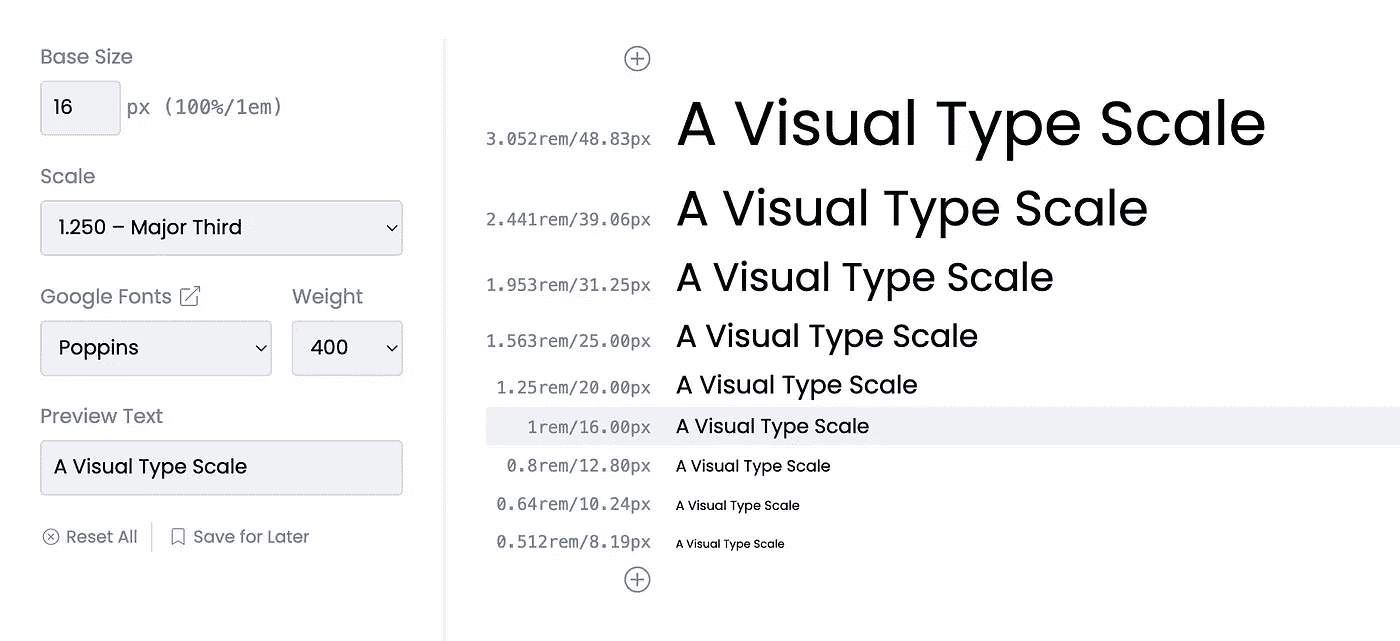 Base Size
16 px (100%/1em)
Scale
1.250 – Major Third
Google Fonts Weight
Poppins 400
Preview Text
A Visual Type Scale
Reset All Save for Later
3.052rem/48.83px A Visual Type Scale
2.441rem/39.06px A Visual Type Scale
1.953rem/31.25px A Visual Type Scale
1.563rem/25.00px A Visual Type Scale
1.25rem/20.00px A Visual Type Scale
1rem/16.00px A Visual Type Scale
0.8rem/12.80px A Visual Type Scale
0.64rem/10.24px A Visual Type Scale
0.512rem/8.19px A Visual Type Scale